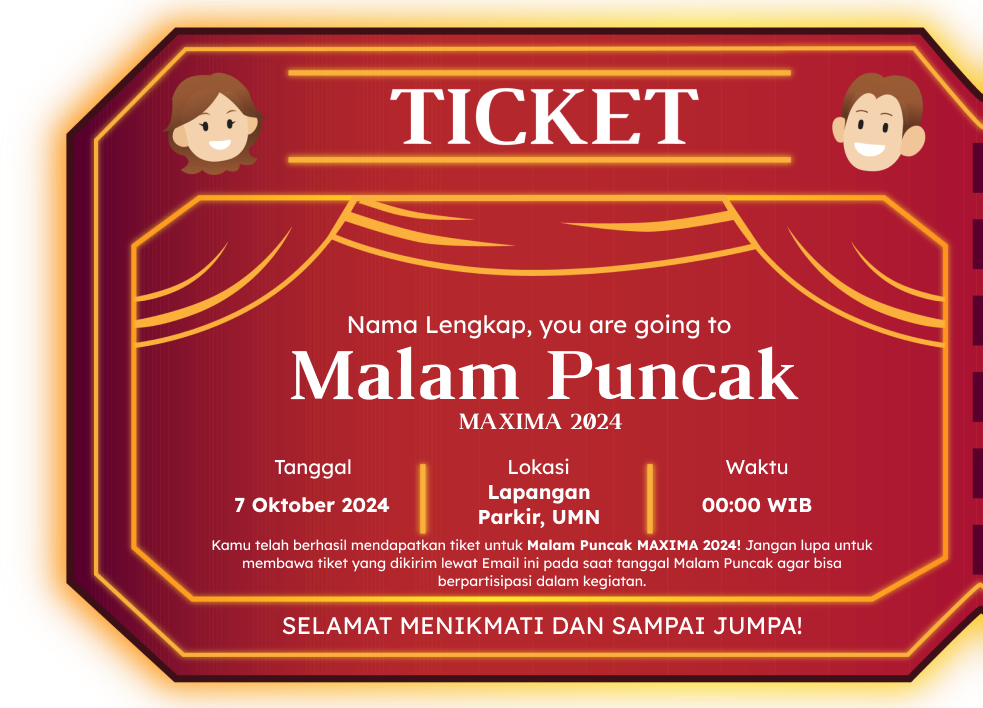 TICKET
Nama Lengkap, you are going to
Malam Puncak
MAXIMA 2024
Tanggal
7 Oktober 2024
Lokasi
Lapangan
Parkir, UMN
Waktu
00:00 WIB
Kamu telah berhasil mendapatkan tiket untuk Malam Puncak MAXIMA 2024! Jangan lupa untuk
membawa tiket yang dikirim lewat Email ini pada saat tanggal Malam Puncak agar bisa
berpartisipasi dalam kegiatan.
SELAMAT MENIKMATI DAN SAMPAI JUMPA!